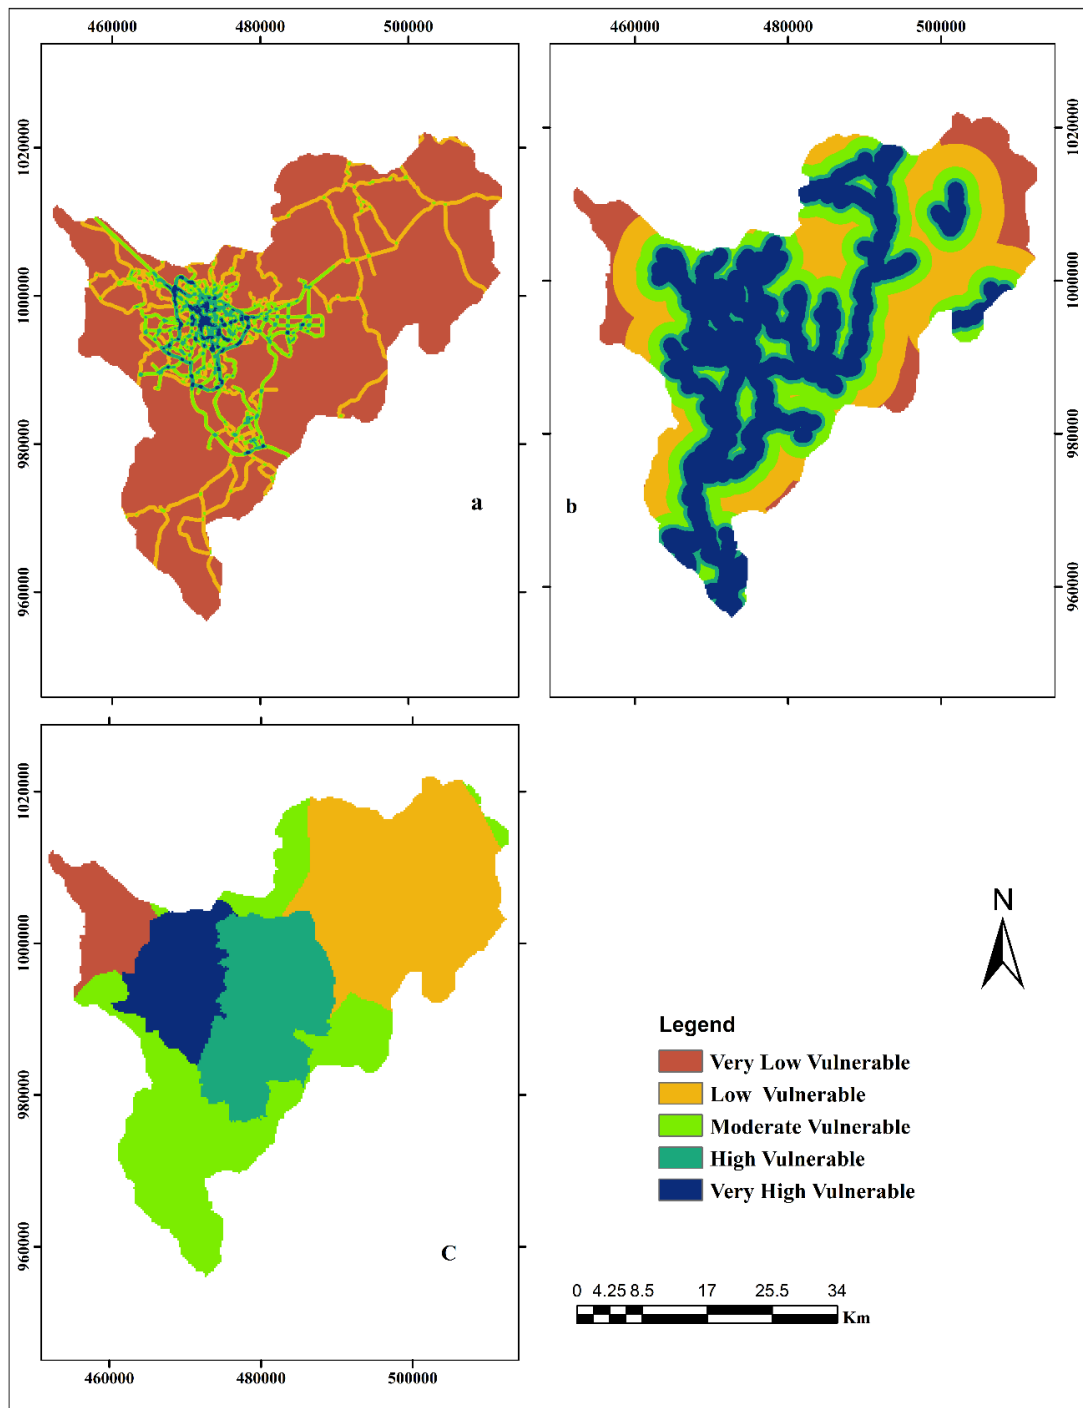 460000 480000 500000
460000 480000 500000
1020000
1000000
980000
960000
a
1020000
1000000
980000
960000
b
1020000
1000000
980000
960000
C
460000 480000 500000
N
Legend
Very Low Vulnerable
Low Vulnerable
Moderate Vulnerable
High Vulnerable
Very High Vulnerable
0 4.25 8.5 17 25.5 34
Km